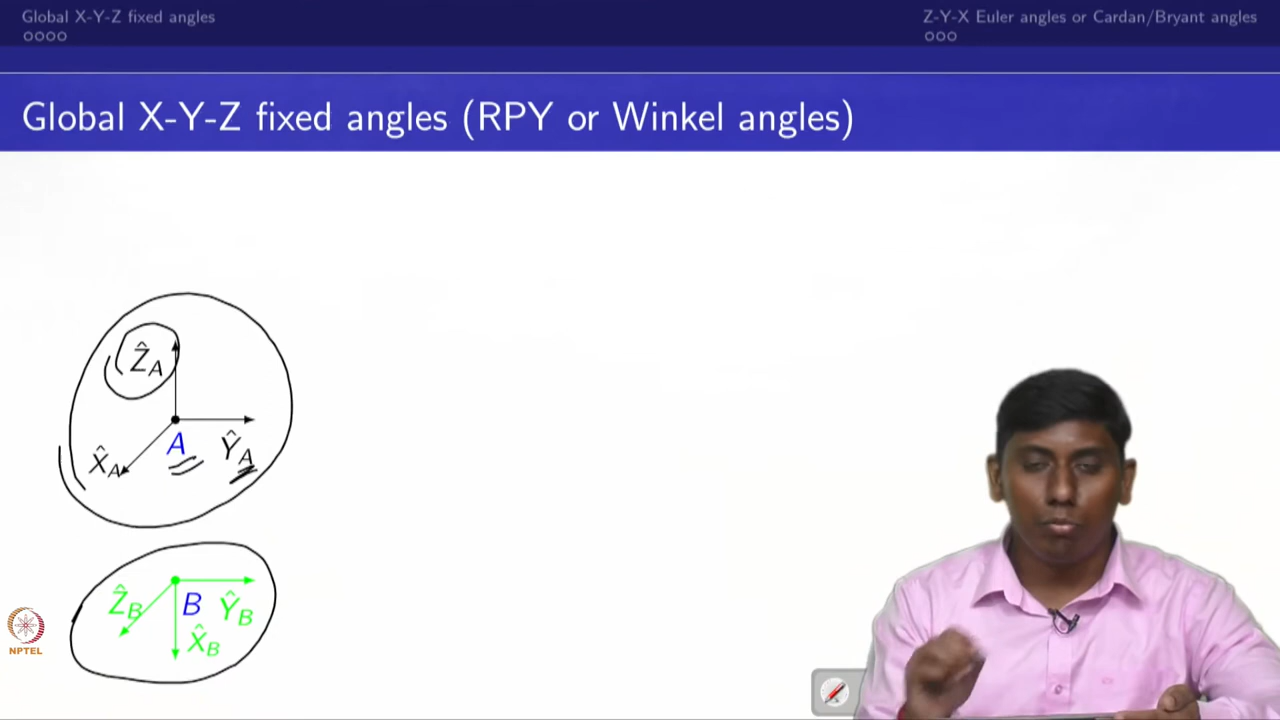 Global X-Y-Z fixed angles
Z-Y-X Euler angles or Cardan/Bryant angles
Global X-Y-Z fixed angles (RPY or Winkel angles)
Ẑ_A
A
Ŷ_A
X̂_A
Ẑ_B
B
Ŷ_B
X̂_B
NPTEL